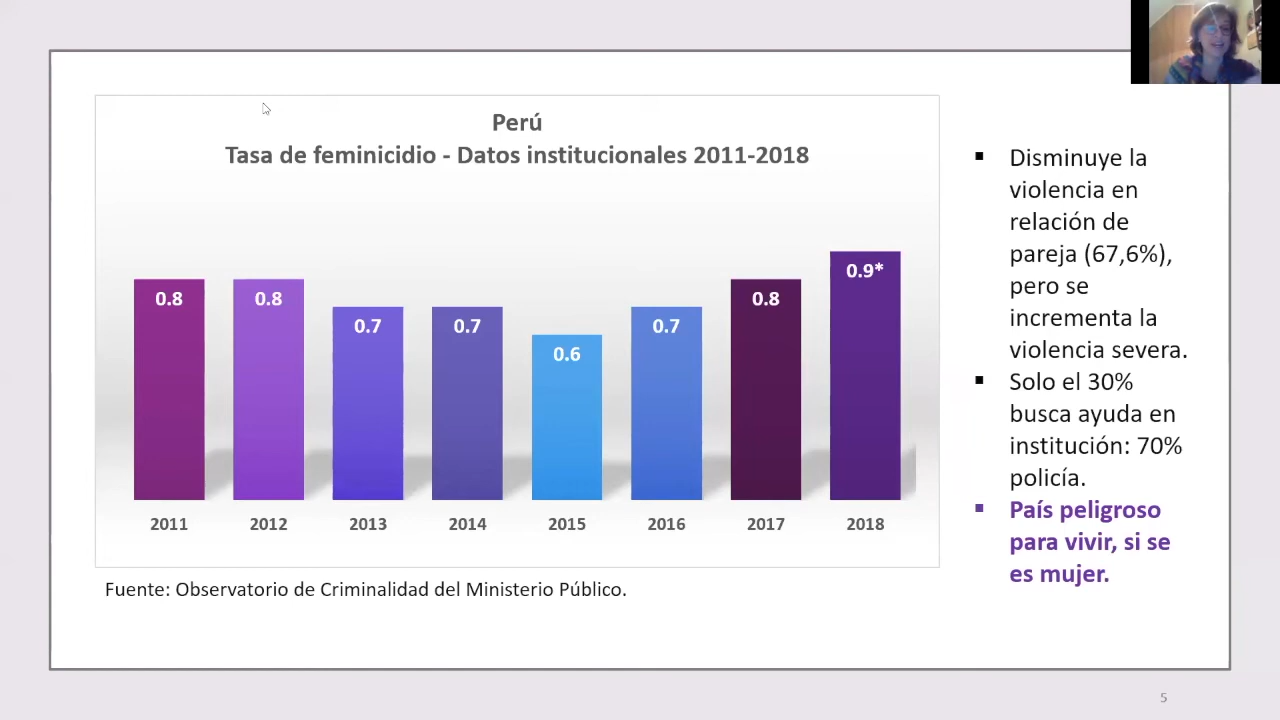 Perú
Tasa de feminicidio - Datos institucionales 2011-2018
0.8
0.8
0.7
0.7
0.6
0.7
0.8
0.9*
2011
2012
2013
2014
2015
2016
2017
2018
Fuente: Observatorio de Criminalidad del Ministerio Público.
▪ Disminuye la
violencia en
relación de
pareja (67,6%),
pero se
incrementa la
violencia severa.
▪ Solo el 30%
busca ayuda en
institución: 70%
policía.
▪ País peligroso
para vivir, si se
es mujer.
5